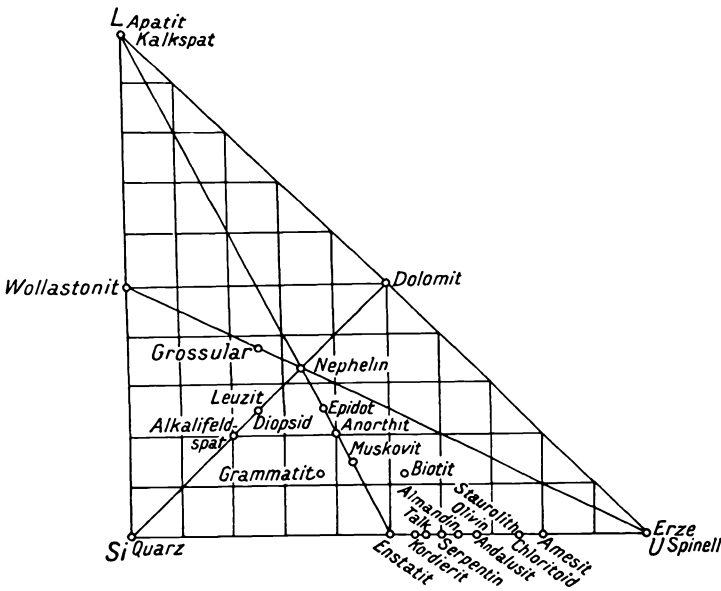 L Apatit
Kalkspat
Wollastonit
Dolomit
Grossular
Nephelin
Leuzit
Epidot
Alkalifeld-
spat
Diopsid
Anorthit
Muskovit
Grammatit
Biotit
Si Quarz
Enstatit
Kordierit
Talk
Serpentin
Almandin
Andalusit
Olivin
Chloritoid
Staurolith
Amesit
Erze
U Spinell